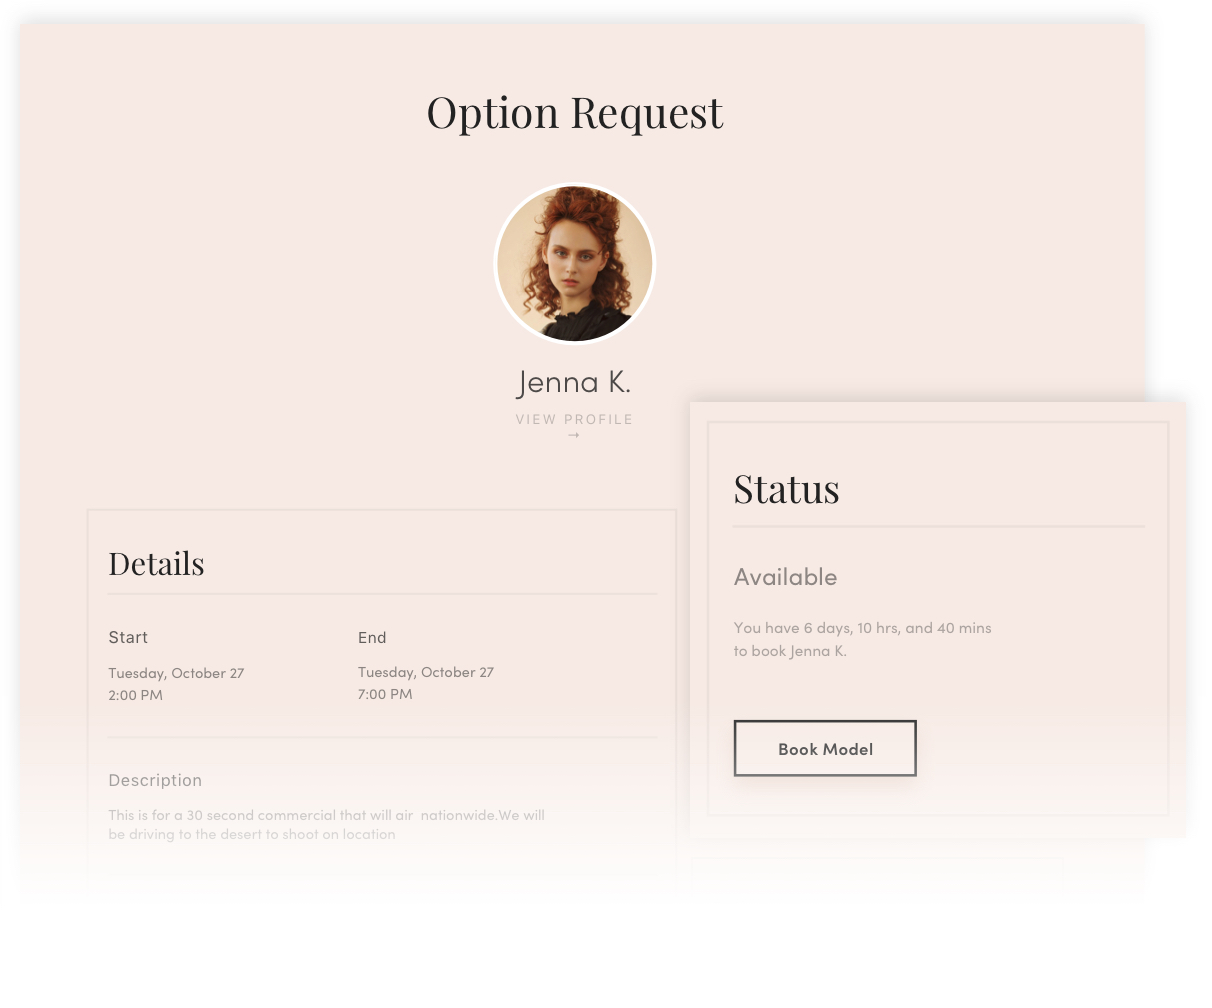 Option Request
Jenna K.
VIEW PROFILE
→
Details
Start
Tuesday, October 27
2:00 PM
End
Tuesday, October 27
7:00 PM
Description
This is for a 30 second commercial that will air  nationwide.We will
be driving to the desert to shoot on location
Status
Available
You have 6 days, 10 hrs, and 40 mins
to book Jenna K.
Book Model